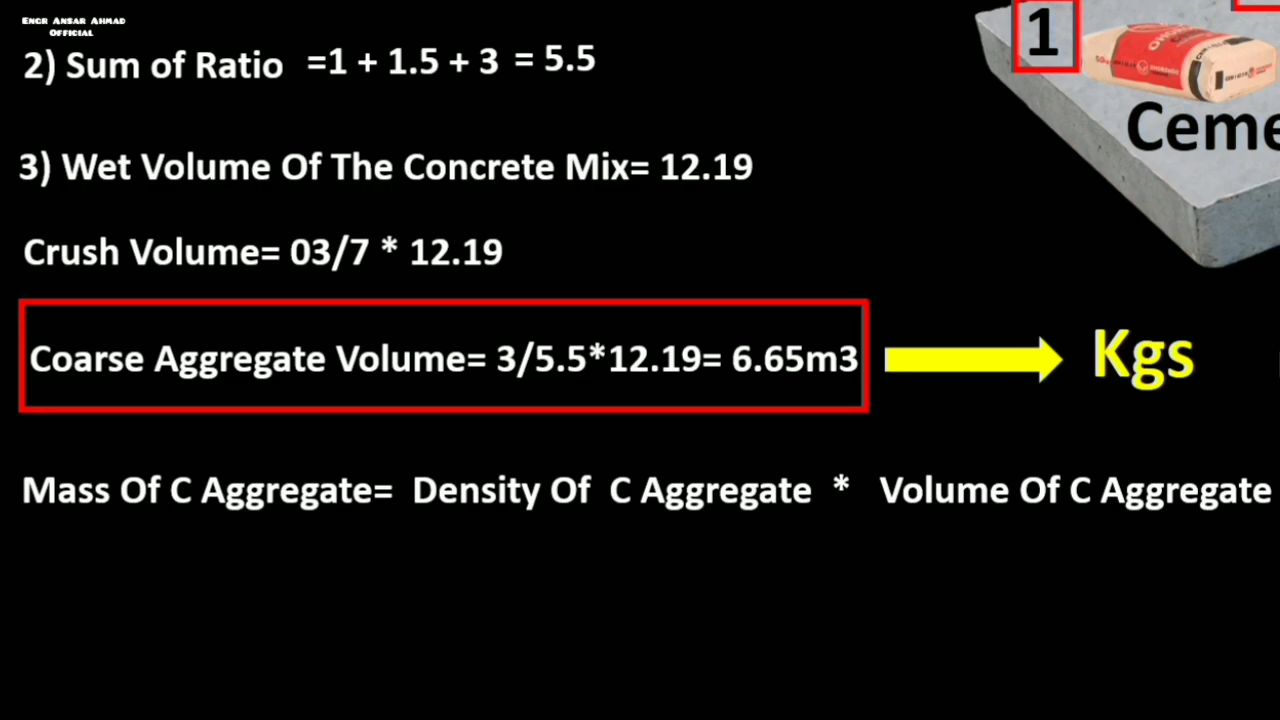 ENGR ANSAR AHMAD
OFFICIAL
1
2) Sum of Ratio =1 + 1.5 + 3 = 5.5
Ceme
3) Wet Volume Of The Concrete Mix= 12.19
Crush Volume= 03/7 * 12.19
Coarse Aggregate Volume= 3/5.5*12.19= 6.65m3
Kgs
Mass Of C Aggregate= Density Of C Aggregate * Volume Of C Aggregate